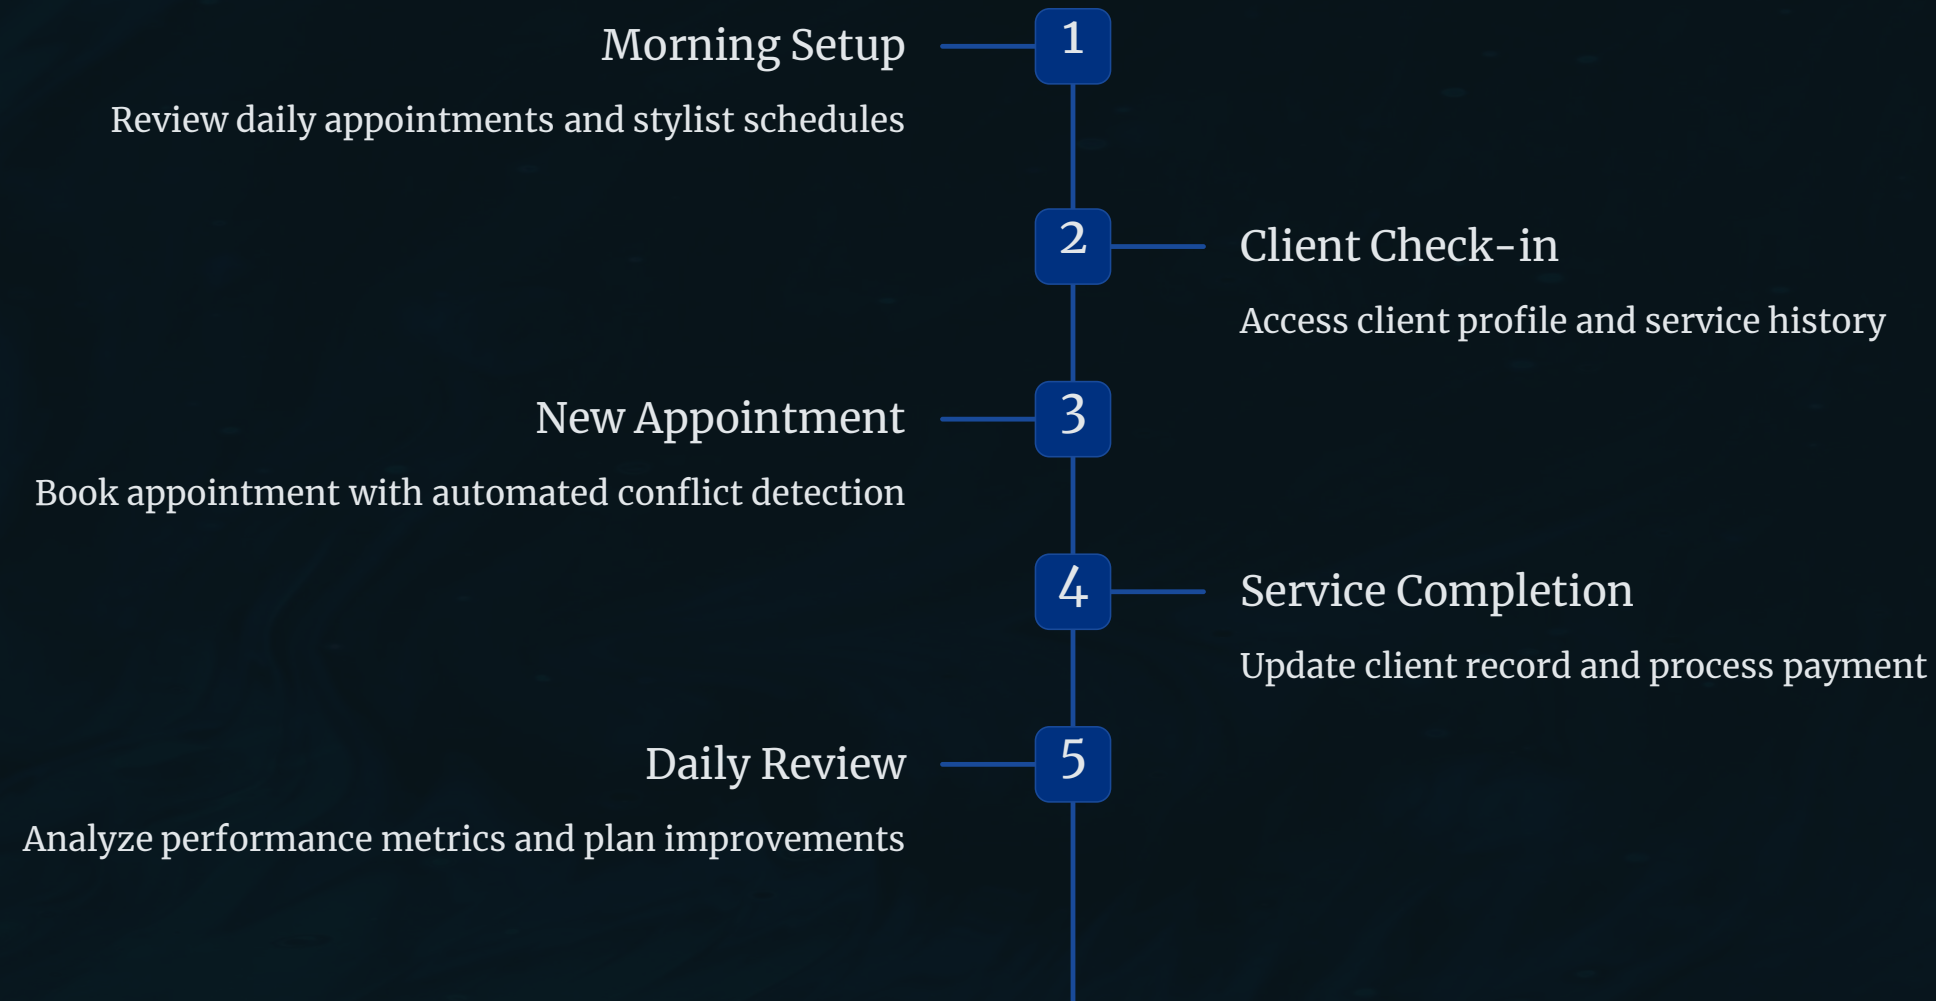 1
Morning Setup
Review daily appointments and stylist schedules
2
Client Check-in
Access client profile and service history
3
New Appointment
Book appointment with automated conflict detection
4
Service Completion
Update client record and process payment
5
Daily Review
Analyze performance metrics and plan improvements